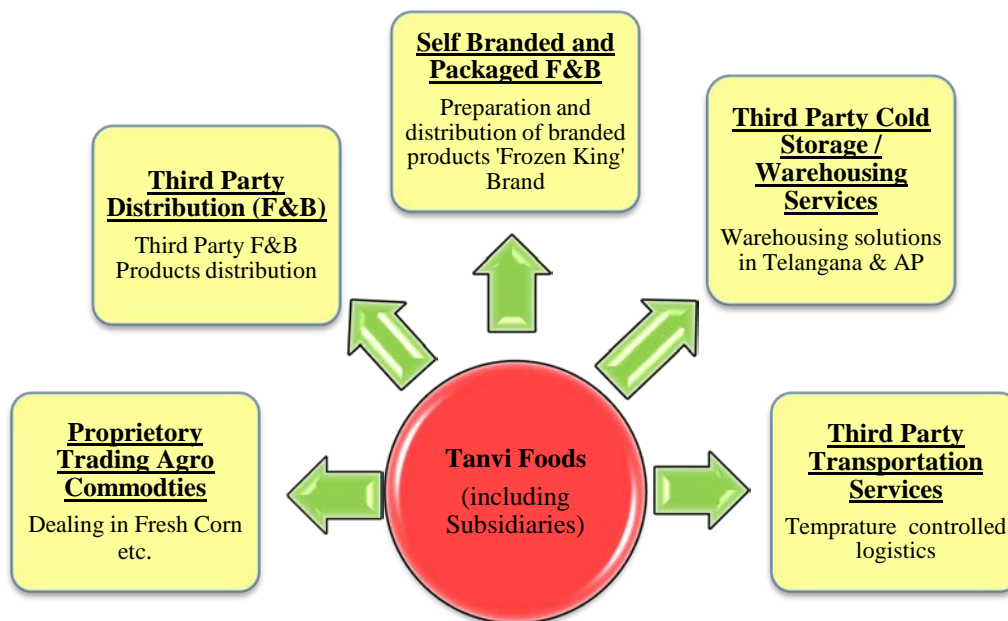 Self Branded and
Packaged F&B
Preparation and
distribution of branded
products 'Frozen King'
Brand
Third Party Cold
Storage /
Warehousing
Services
Warehousing solutions
in Telangana & AP
Third Party
Distribution (F&B)
Third Party F&B
Products distribution
Proprietory
Trading Agro
Commodties
Dealing in Fresh Corn
etc.
Tanvi Foods
(including
Subsidiaries)
Third Party
Transportation
Services
Temprature controlled
logistics